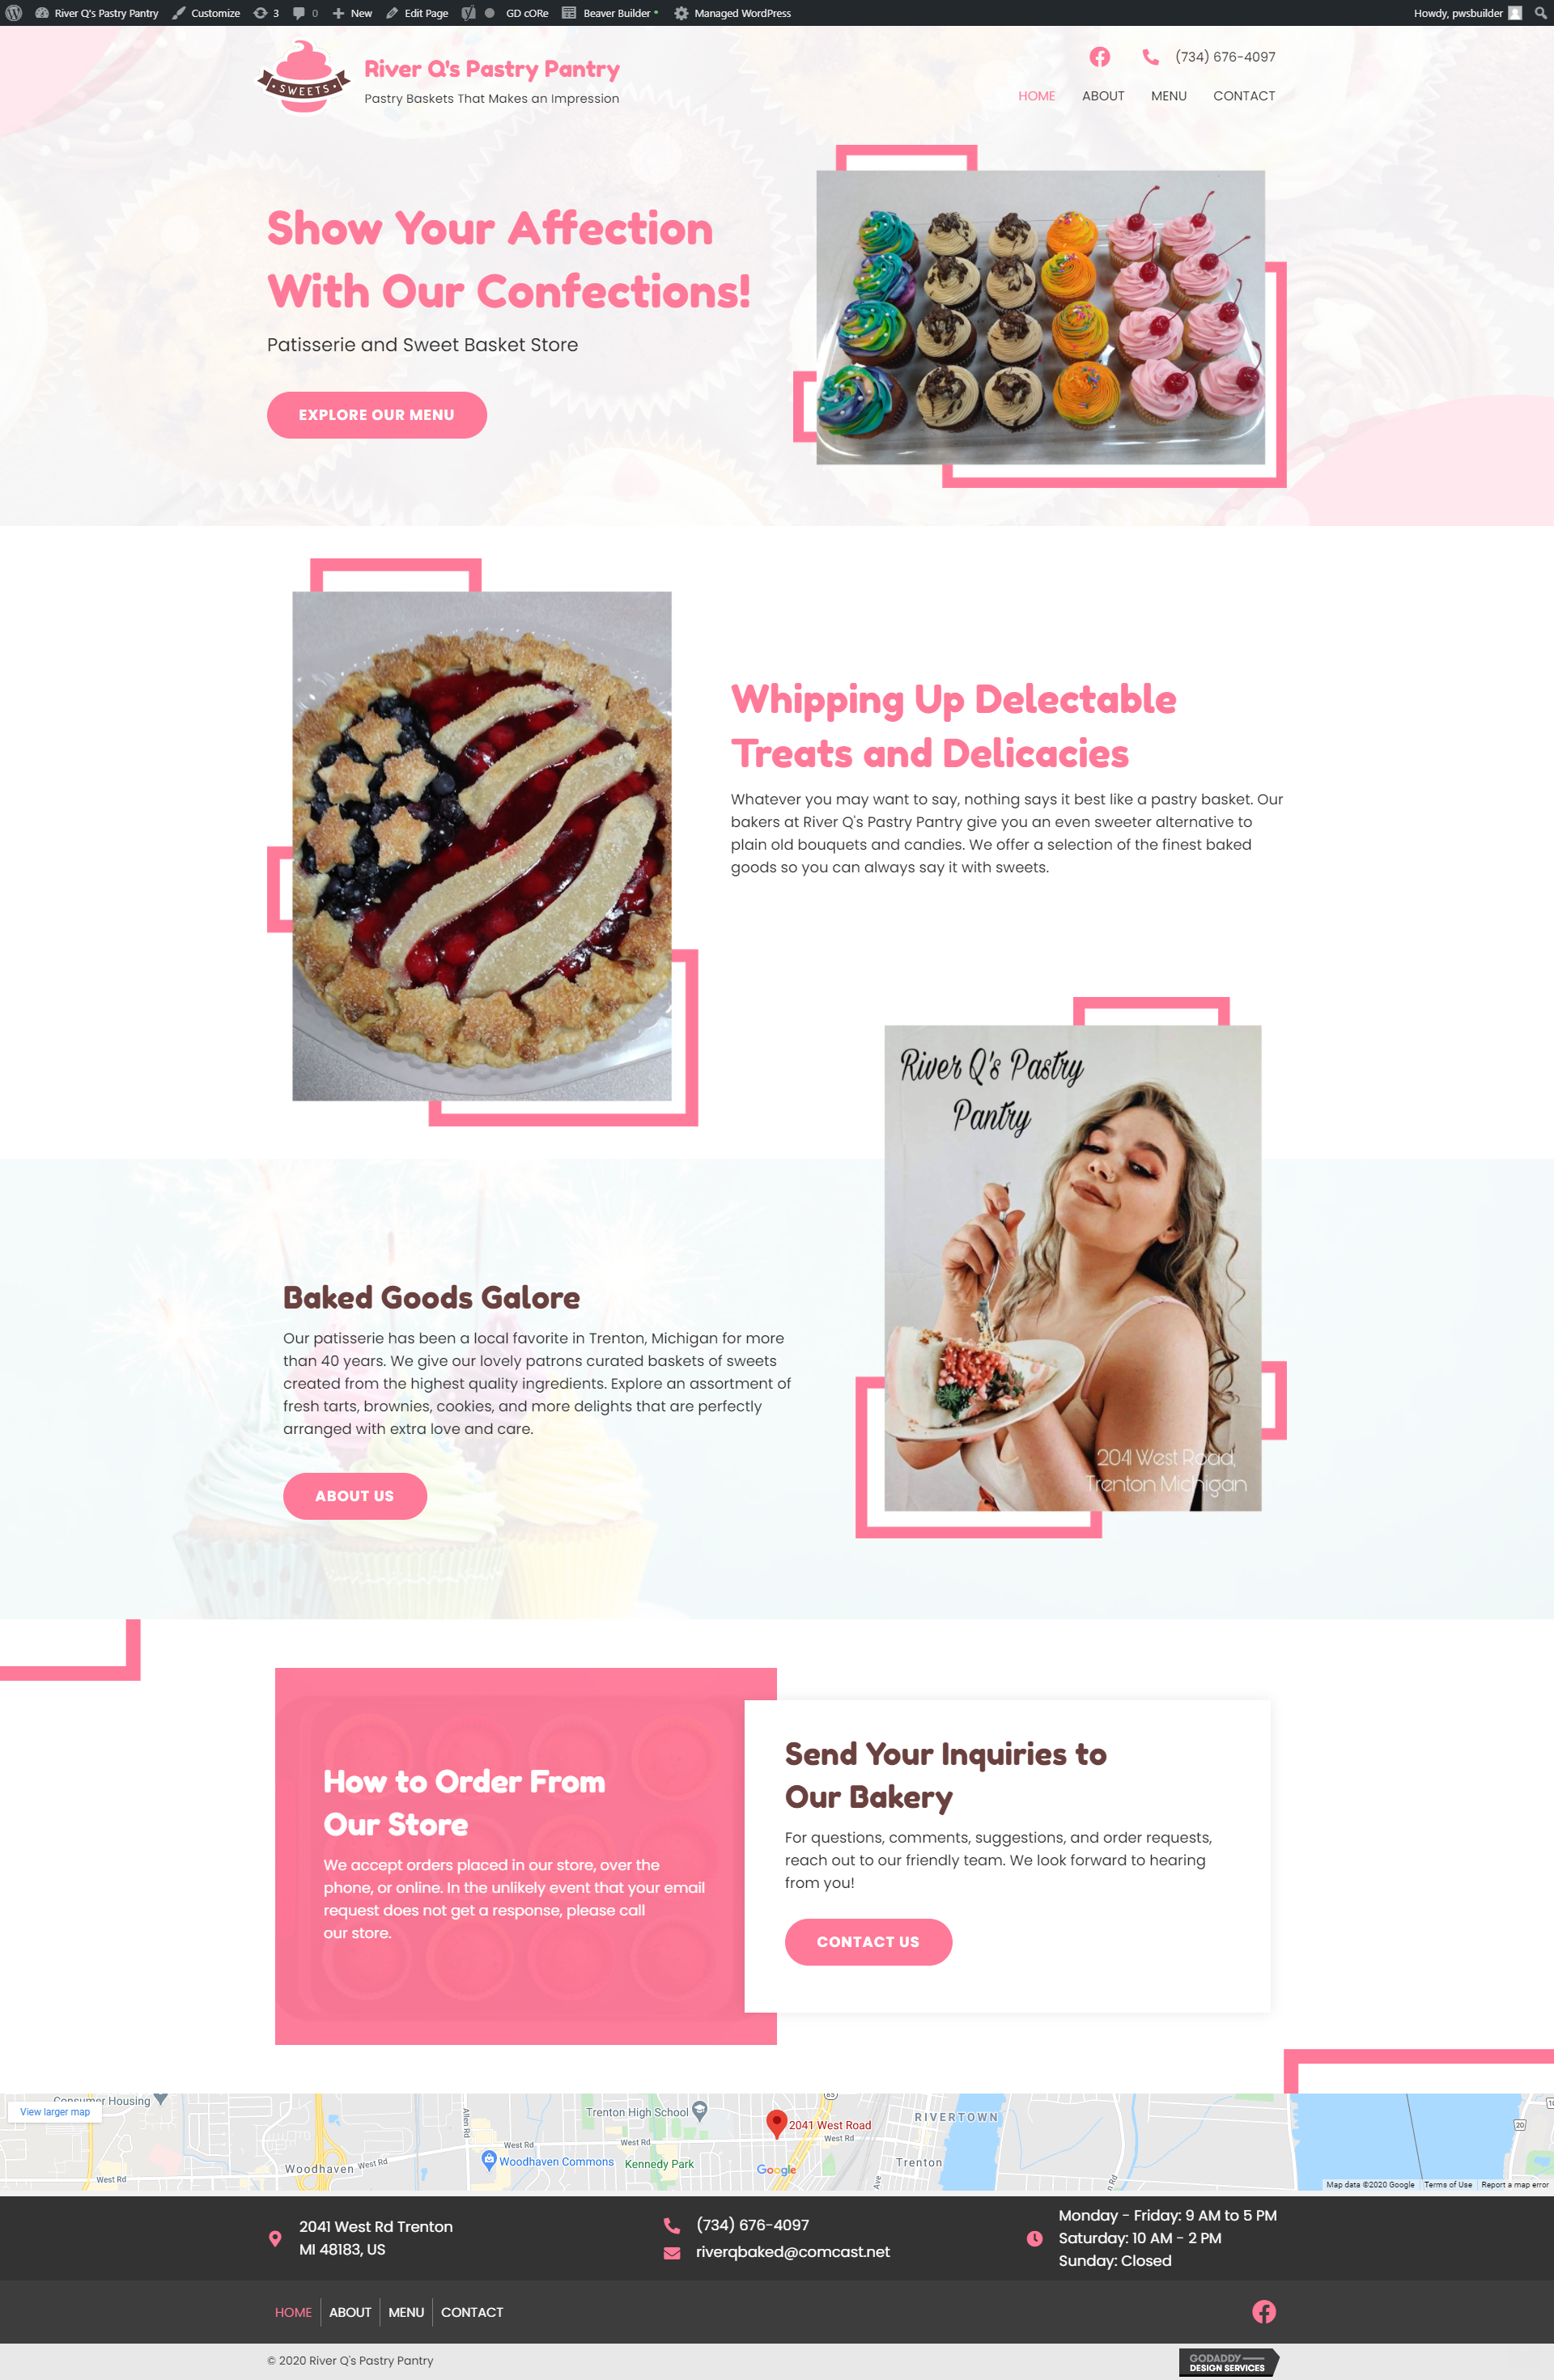 River Q's Pastry Pantry Customize 3 0 New Edit Page GD cORe Beaver Builder Managed WordPress Howdy, pwsbuilder
SWEETS
River Q's Pastry Pantry
Pastry Baskets That Makes an Impression
(734) 676-4097
HOME ABOUT MENU CONTACT
Show Your Affection
With Our Confections!
Patisserie and Sweet Basket Store
EXPLORE OUR MENU
Whipping Up Delectable
Treats and Delicacies
Whatever you may want to say, nothing says it best like a pastry basket. Our
bakers at River Q's Pastry Pantry give you an even sweeter alternative to
plain old bouquets and candies. We offer a selection of the finest baked
goods so you can always say it with sweets.
River Q's Pastry
Pantry
2041 West Road,
Trenton Michigan
Baked Goods Galore
Our patisserie has been a local favorite in Trenton, Michigan for more
than 40 years. We give our lovely patrons curated baskets of sweets
created from the highest quality ingredients. Explore an assortment of
fresh tarts, brownies, cookies, and more delights that are perfectly
arranged with extra love and care.
ABOUT US
How to Order From
Our Store
We accept orders placed in our store, over the
phone, or online. In the unlikely event that your email
request does not get a response, please call
our store.
Send Your Inquiries to
Our Bakery
For questions, comments, suggestions, and order requests,
reach out to our friendly team. We look forward to hearing
from you!
CONTACT US
Consumer Housing
View larger map
Trenton High School
85
2041 West Road
RIVERTOWN
Allen Rd
West Rd
West Rd
West Rd
20
Woodhaven
West Rd
Woodhaven Commons
Kennedy Park
Google
Trenton
West Rd
Ave
Map data ©2020 Google Terms of Use Report a map error
2041 West Rd Trenton
MI 48183, US
(734) 676-4097
riverqbaked@comcast.net
Monday - Friday: 9 AM to 5 PM
Saturday: 10 AM - 2 PM
Sunday: Closed
HOME ABOUT MENU CONTACT
© 2020 River Q's Pastry Pantry
GODADDY
DESIGN SERVICES